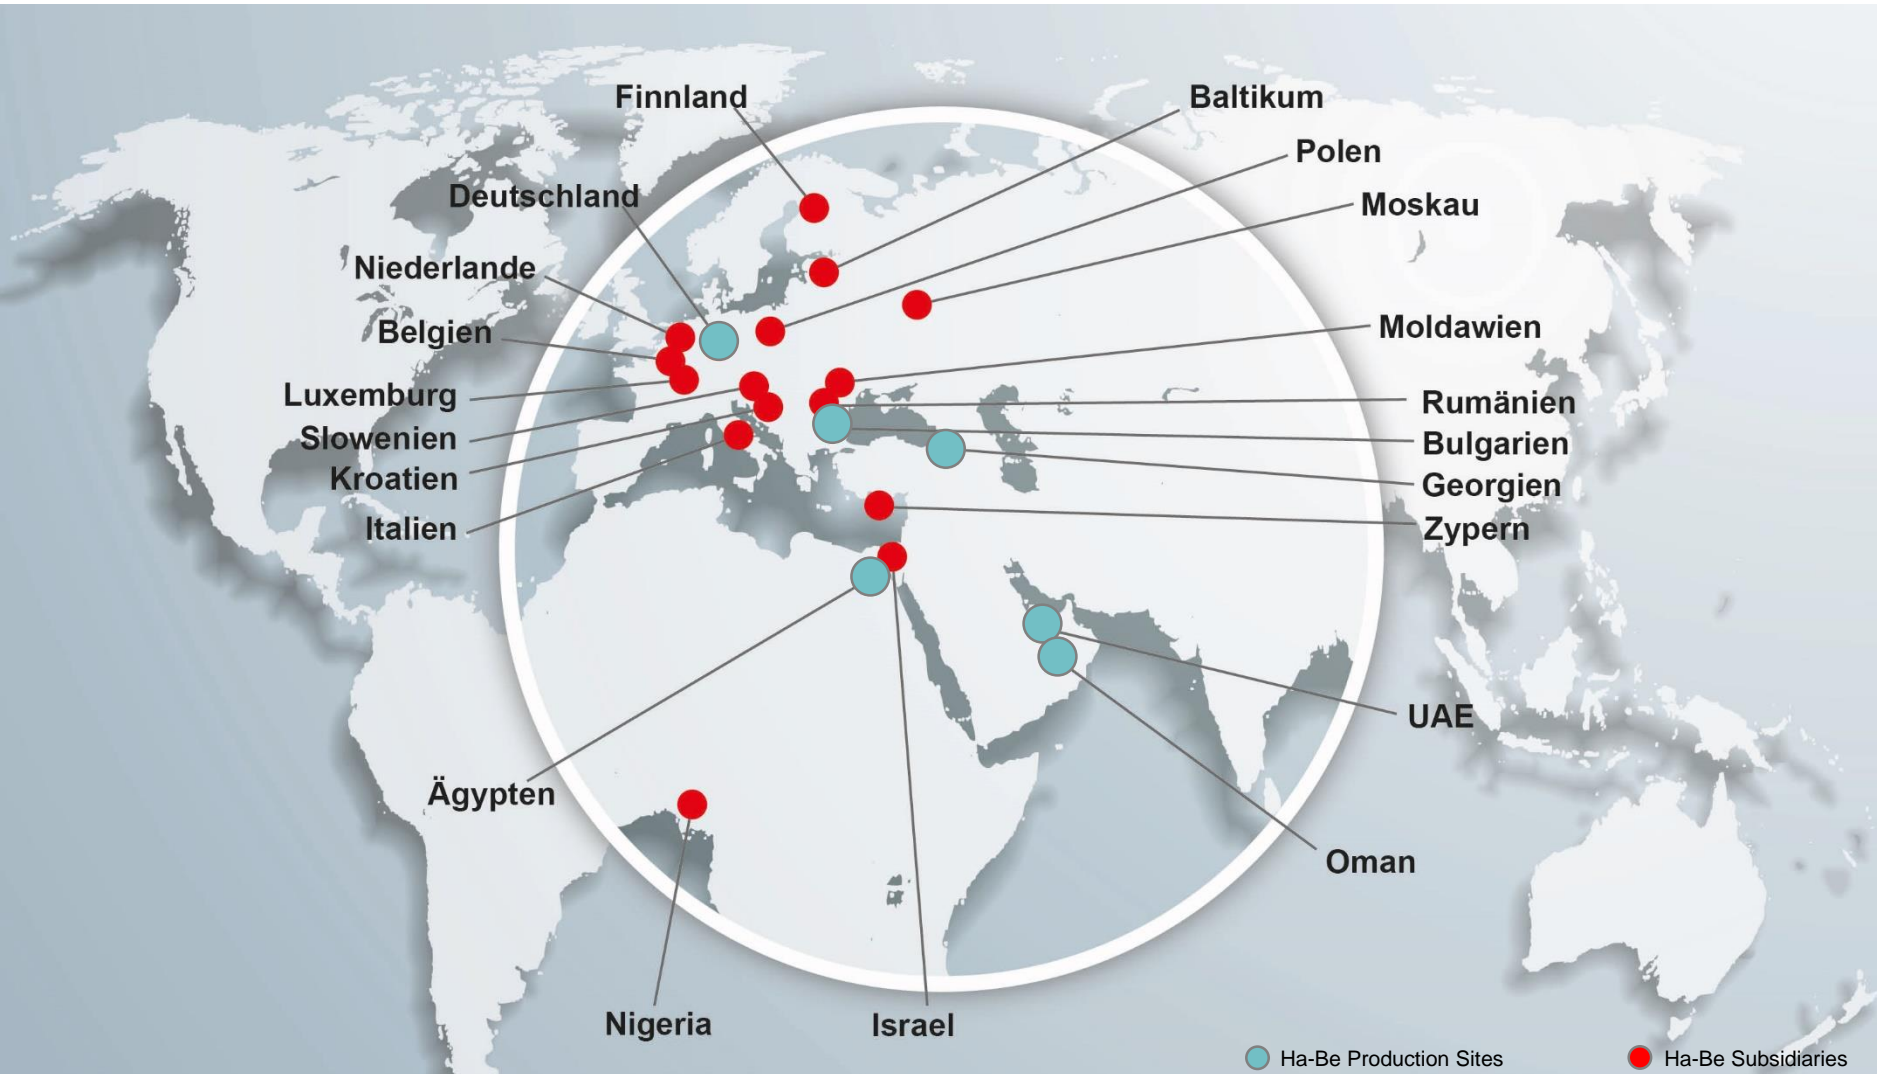 Finnland
Baltikum
Polen
Deutschland
Moskau
Niederlande
Belgien
Moldawien
Luxemburg
Rumänien
Slowenien
Bulgarien
Kroatien
Georgien
Italien
Zypern
UAE
Ägypten
Oman
Nigeria
Israel
Ha-Be Production Sites
Ha-Be Subsidiaries